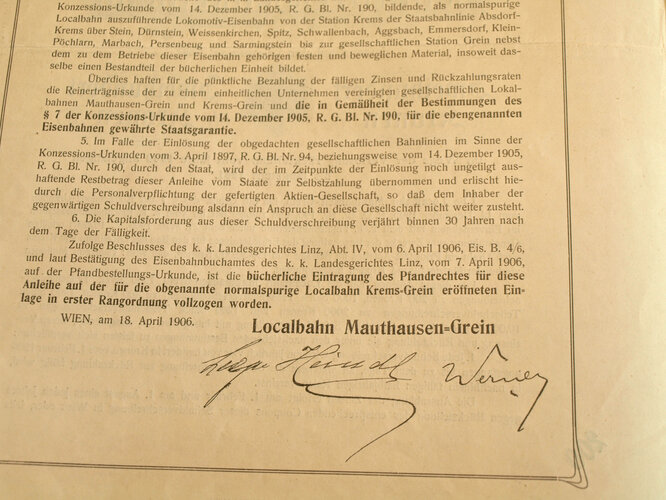 Konzessions-Urkunde vom 14. Dezember 1905, R. G. Bl. Nr. 190, bildende, als normalspurige
Localbahn auszuführende Lokomotiv-Eisenbahn von der Station Krems der Staatsbahnlinie Absdorf-
Krems über Stein, Dürnstein, Weissenkirchen, Spitz, Schwallenbach, Aggsbach, Emmersdorf, Klein-
Pöchlarn, Marbach, Persenbeug und Sarmingstein bis zur gesellschaftlichen Station Grein nebst
dem zu dem Betriebe dieser Eisenbahn gehörigen festen und beweglichen Material, insoweit das-
selbe einen Bestandteil der bücherlichen Einheit bildet.
Überdies haften für die pünktliche Bezahlung der fälligen Zinsen und Rückzahlungsraten
die Reinerträgnisse der zu einem einheitlichen Unternehmen vereinigten gesellschaftlichen Lokal-
bahnen Mauthausen-Grein und Krems-Grein und die in Gemäßheit der Bestimmungen des
§ 7 der Konzessions-Urkunde vom 14. Dezember 1905, R. G. Bl. Nr. 190, für die ebengenannten
Eisenbahnen gewährte Staatsgarantie.
5. Im Falle der Einlösung der obgedachten gesellschaftlichen Bahnlinien im Sinne der
Konzessions-Urkunden vom 3. April 1897, R. G. Bl. Nr. 94, beziehungsweise vom 14. Dezember 1905,
R. G. Bl. Nr. 190, durch den Staat, wird der im Zeitpunkte der Einlösung noch ungetilgt aus-
haftende Restbetrag dieser Anleihe vom Staate zur Selbstzahlung übernommen und erlischt hie-
durch die Personalverpflichtung der gefertigten Aktien-Gesellschaft, so daß dem Inhaber der
gegenwärtigen Schuldverschreibung alsdann ein Anspruch an diese Gesellschaft nicht weiter zusteht.
6. Die Kapitalsforderung aus dieser Schuldverschreibung verjährt binnen 30 Jahren nach
dem Tage der Fälligkeit.
Zufolge Beschlusses des k. k. Landesgerichtes Linz, Abt. IV, vom 6. April 1906, Eis. B. 4/6,
und laut Bestätigung des Eisenbahnbuchamtes des k. k. Landesgerichtes Linz, vom 7. April 1906,
auf der Pfandbestellungs-Urkunde, ist die bücherliche Eintragung des Pfandrechtes für diese
Anleihe auf der für die obgenannte normalspurige Localbahn Krems-Grein eröffneten Ein-
lage in erster Rangordnung vollzogen worden.
WIEN, am 18. April 1906.
Localbahn Mauthausen=Grein